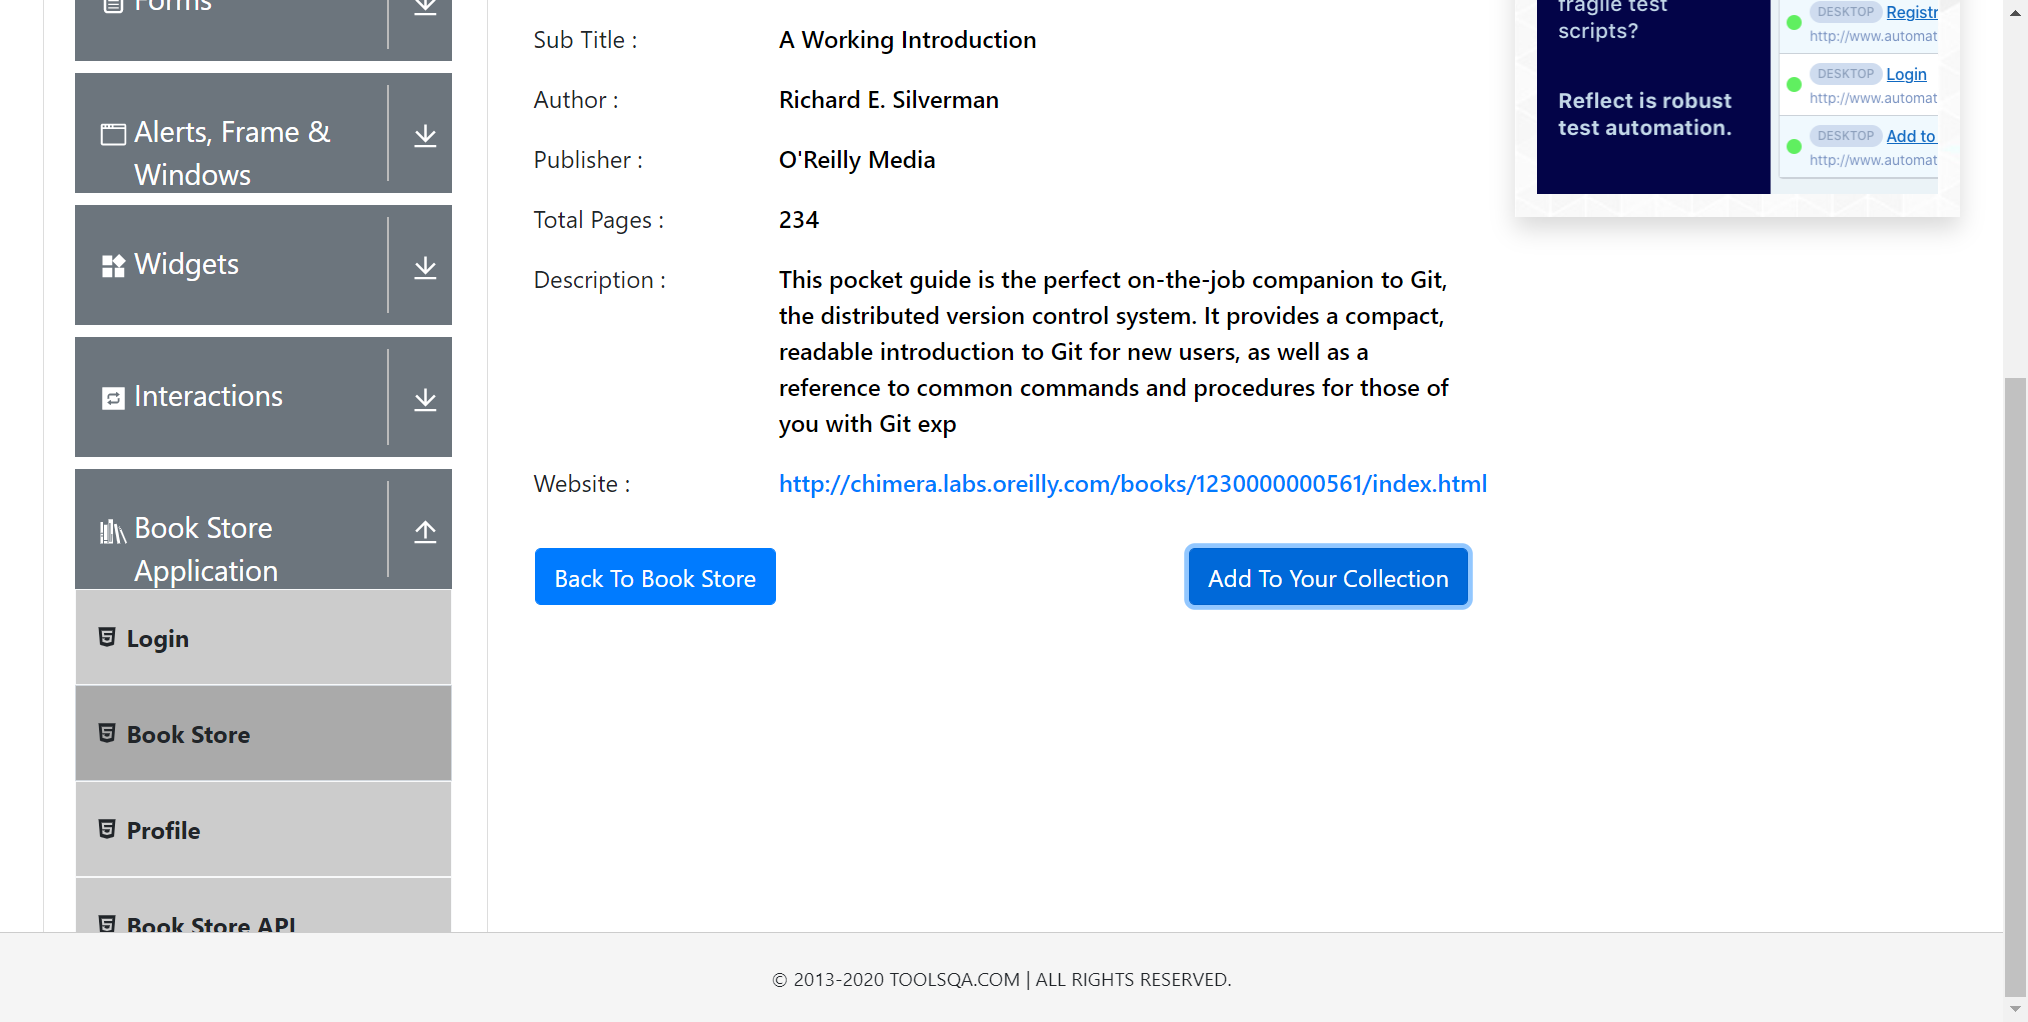 Forms
Alerts, Frame &
Windows
Widgets
Interactions
Book Store
Application
Login
Book Store
Profile
Book Store API
Sub Title :
A Working Introduction
Author :
Richard E. Silverman
Publisher :
O'Reilly Media
Total Pages :
234
Description :
This pocket guide is the perfect on-the-job companion to Git,
the distributed version control system. It provides a compact,
readable introduction to Git for new users, as well as a
reference to common commands and procedures for those of
you with Git exp
Website :
http://chimera.labs.oreilly.com/books/1230000000561/index.html
Back To Book Store
Add To Your Collection
fragile test
scripts?
Reflect is robust
test automation.
DESKTOP Registr
http://www.automat
DESKTOP Login
http://www.automat
DESKTOP Add to
http://www.automat
© 2013-2020 TOOLSQA.COM | ALL RIGHTS RESERVED.